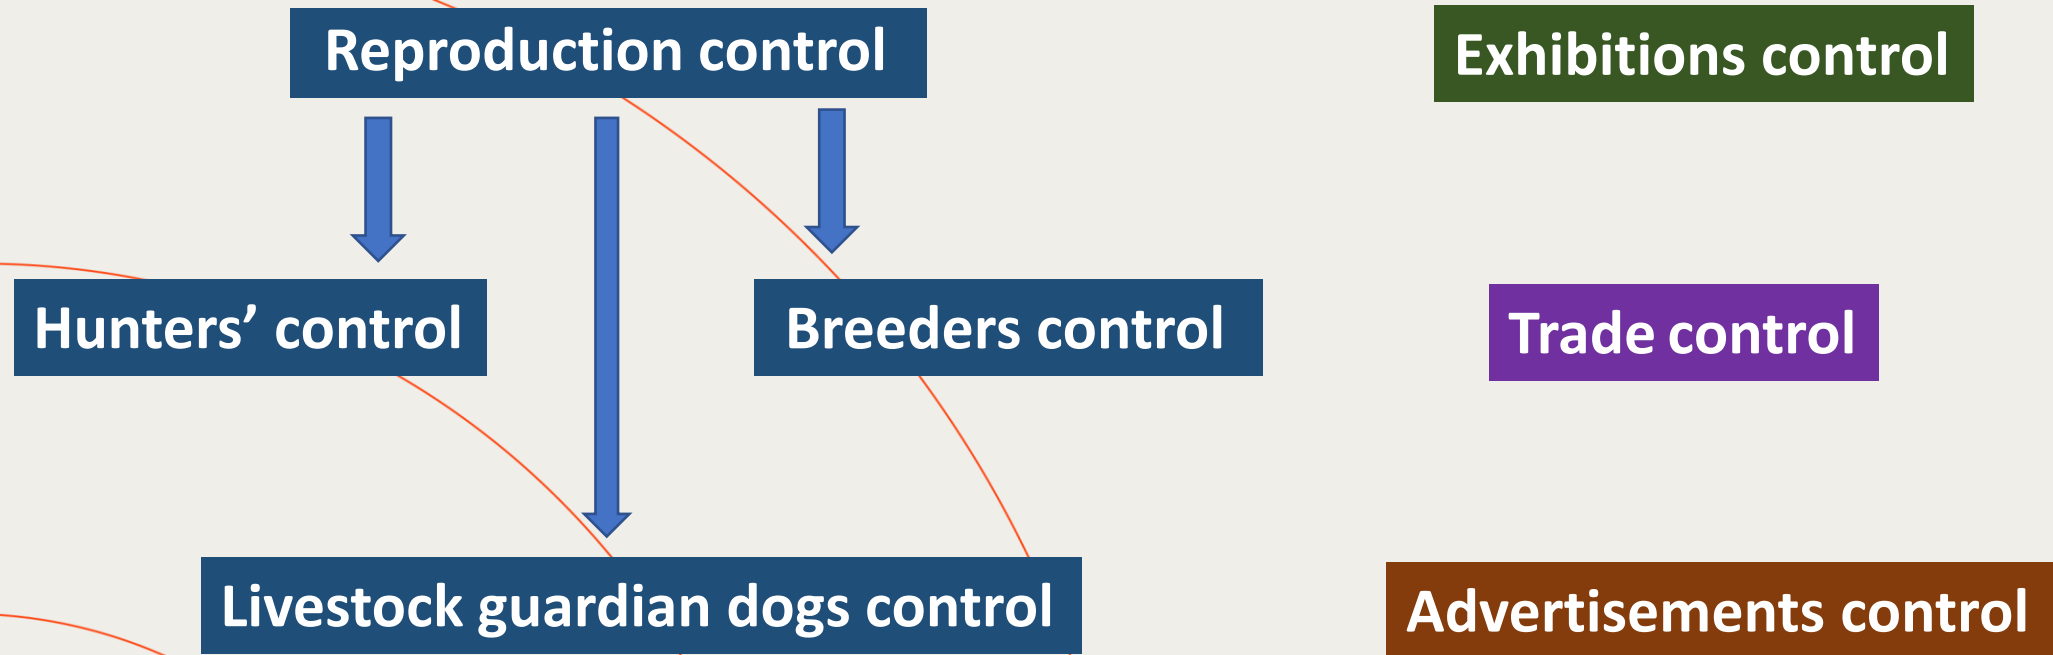 Reproduction control
Exhibitions control
Hunters’ control
Breeders control
Trade control
Livestock guardian dogs control
Advertisements control